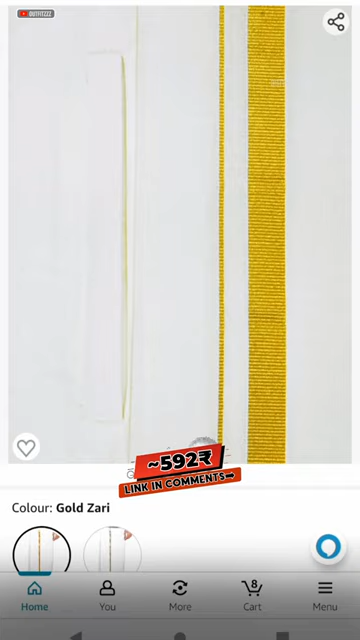 OUTFITZZZ
~592₹
LINK IN COMMENTS➡
Colour: Gold Zari
8
Home
You
More
Cart
Menu